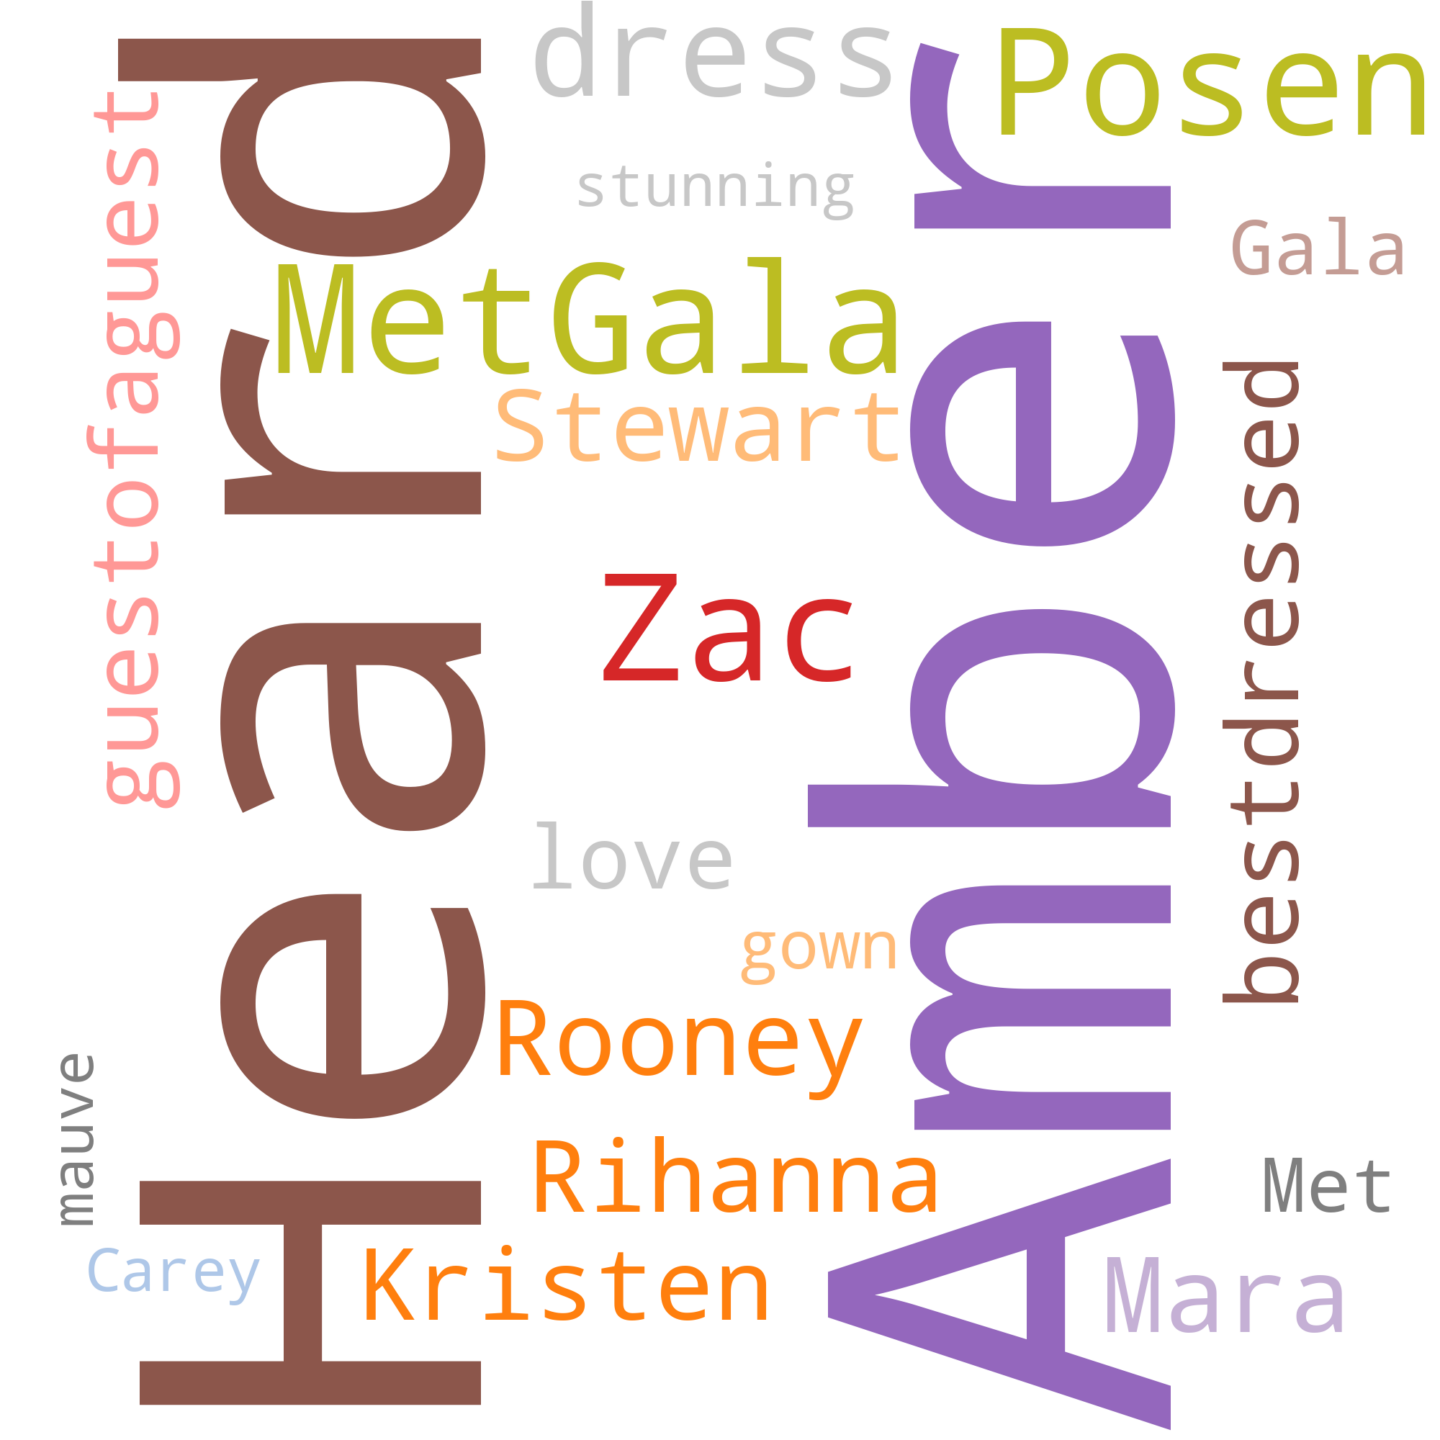 dress
Posen
stunning
Gala
guestofaguest
Heard
MetGala
Amber
Stewart
bestdressed
Zac
love
gown
Rooney
mauve
Rihanna
Met
Carey
Kristen
Mara